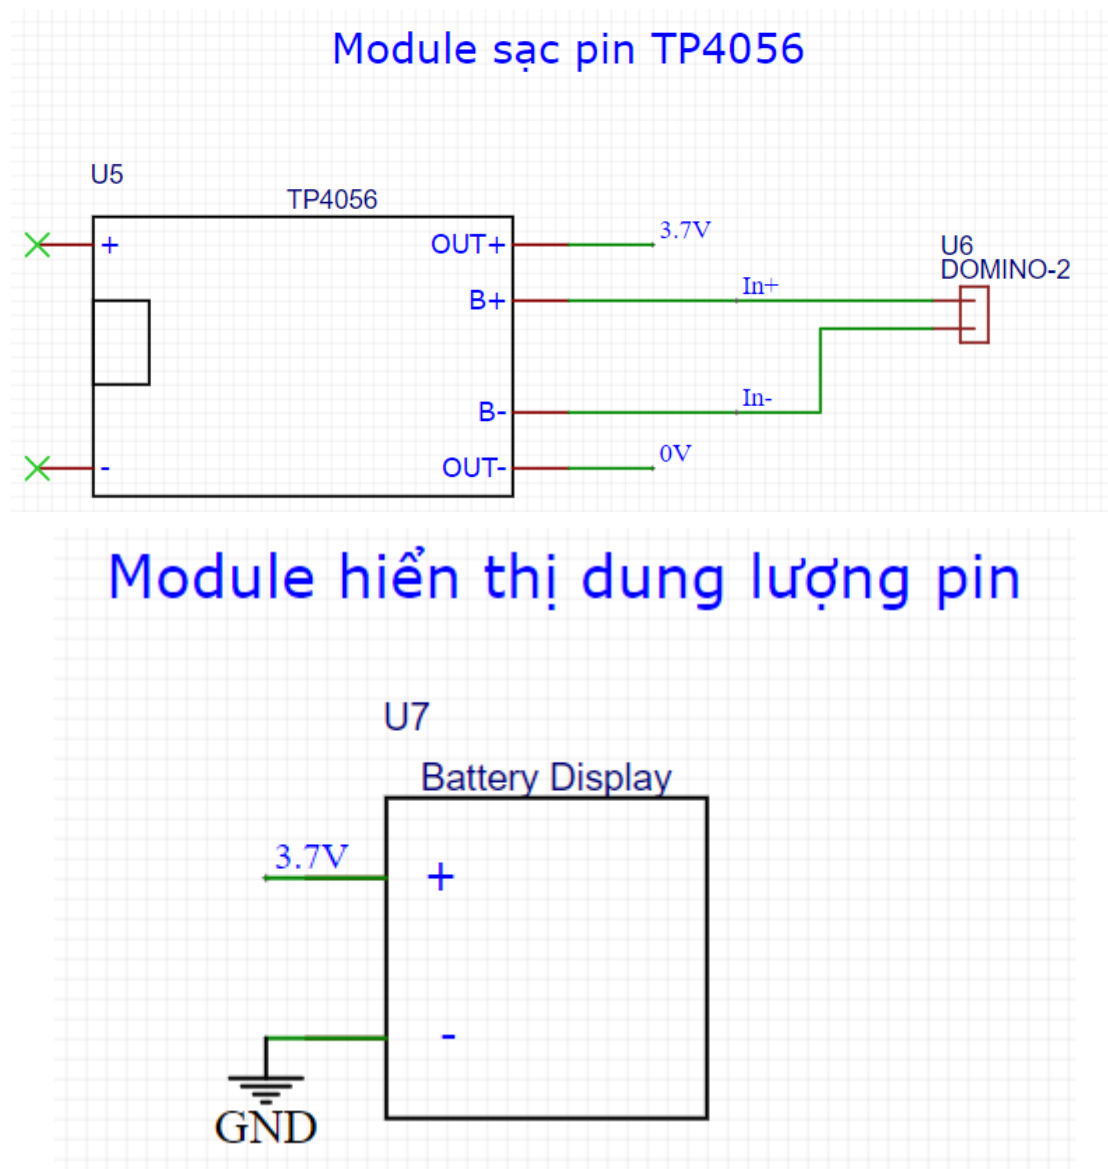 Module sạc pin TP4056
U5
TP4056
+
OUT+
3.7V
U6
DOMINO-2
B+
In+
B-
In-
-
OUT-
0V
Module hiển thị dung lượng pin
U7
Battery Display
3.7V
+
-
GND